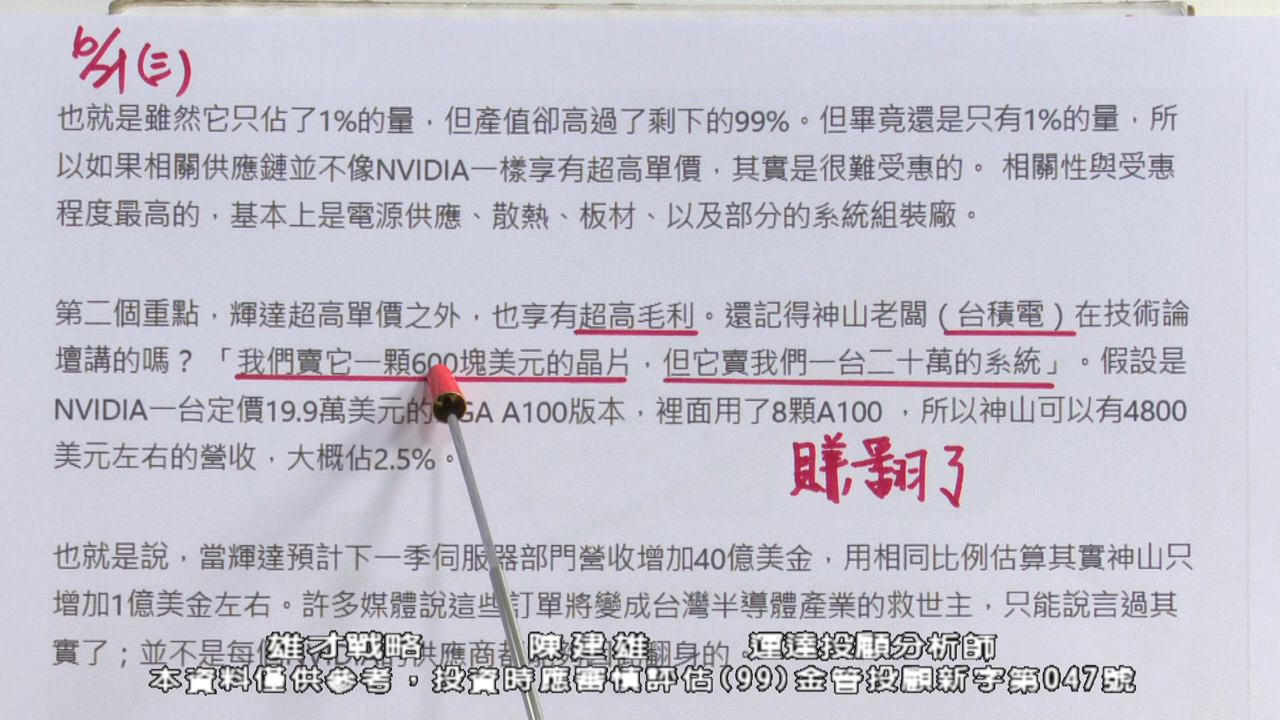 5/31(三)
也就是雖然它只佔了1%的量，但產值卻高過了剩下的99%。但畢竟還是只有1%的量，所
以如果相關供應鏈並不像NVIDIA一樣享有超高單價，其實是很難受惠的。 相關性與受惠
程度最高的，基本上是電源供應、散熱、板材、以及部分的系統組裝廠。
第二個重點，輝達超高單價之外，也享有超高毛利。還記得神山老闆（台積電）在技術論
壇講的嗎？「我們賣它一顆600塊美元的晶片，但它賣我們一台二十萬的系統」。假設是
NVIDIA一台定價19.9萬美元的 GA A100版本，裡面用了8顆A100 ，所以神山可以有4800
美元左右的營收，大概佔2.5%。
賺翻了
也就是說，當輝達預計下一季伺服器部門營收增加40億美金，用相同比例估算其實神山只
增加1億美金左右。許多媒體說這些訂單將變成台灣半導體產業的救世主，只能說言過其
實了；並不是每個 的供應商都 翻身的
雄才戰略 陳建雄 運達投顧分析師
本資料僅供參考，投資時應審慎評估(99)金管投顧新字第047號